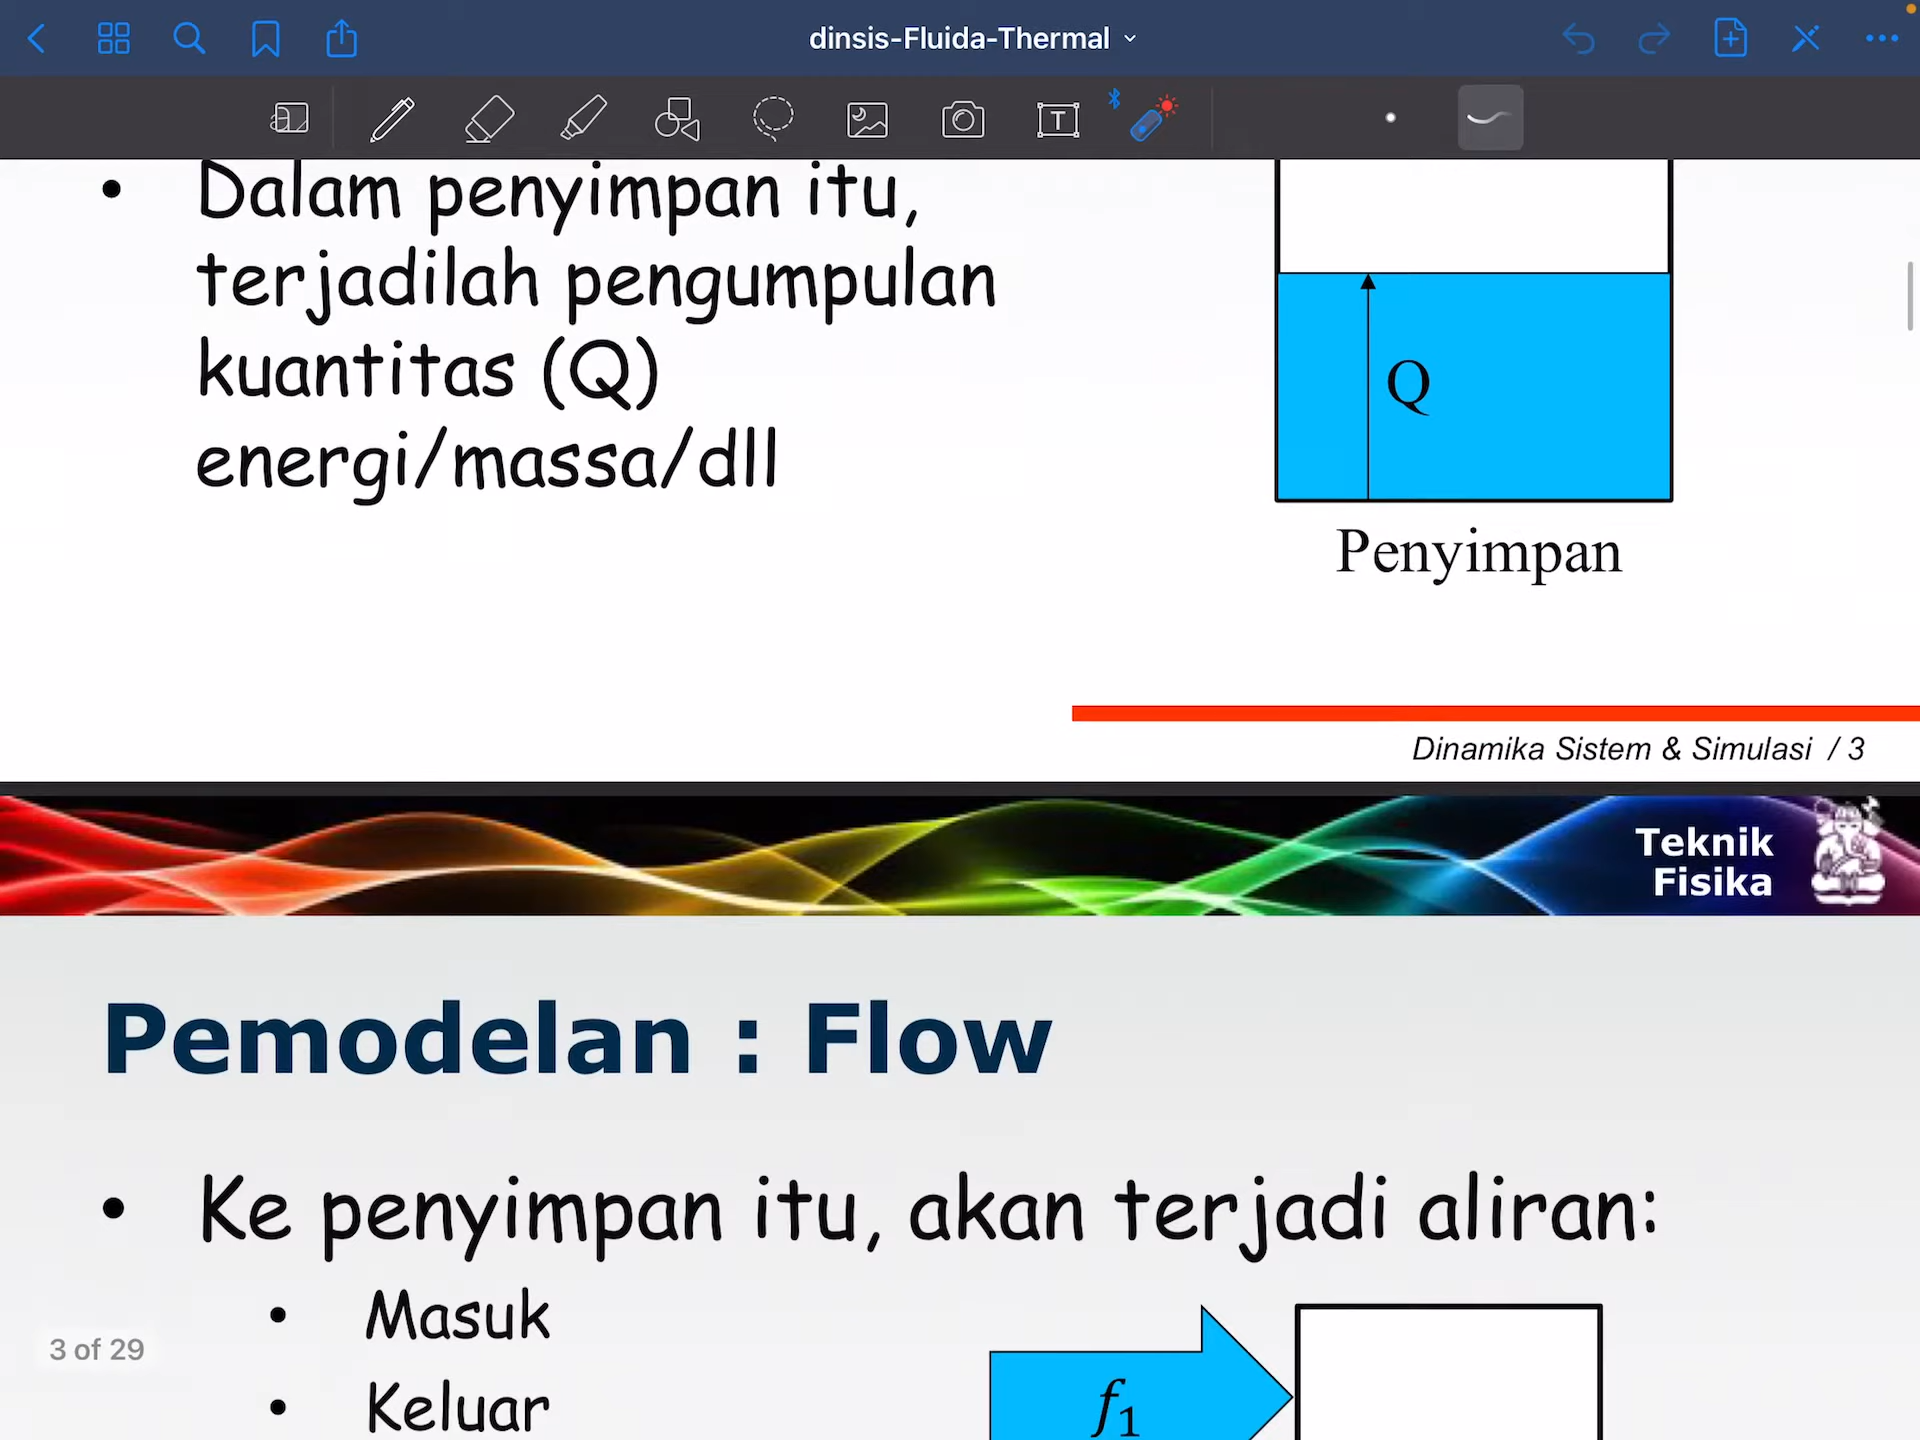 dinsis-Fluida-Thermal
T
• Dalam penyimpan itu,
terjadilah pengumpulan
kuantitas (Q)
energi/massa/dll
Q
Penyimpan
Dinamika Sistem & Simulasi / 3
Teknik
Fisika
Pemodelan : Flow
• Ke penyimpan itu, akan terjadi aliran:
• Masuk
• Keluar
f₁
3 of 29